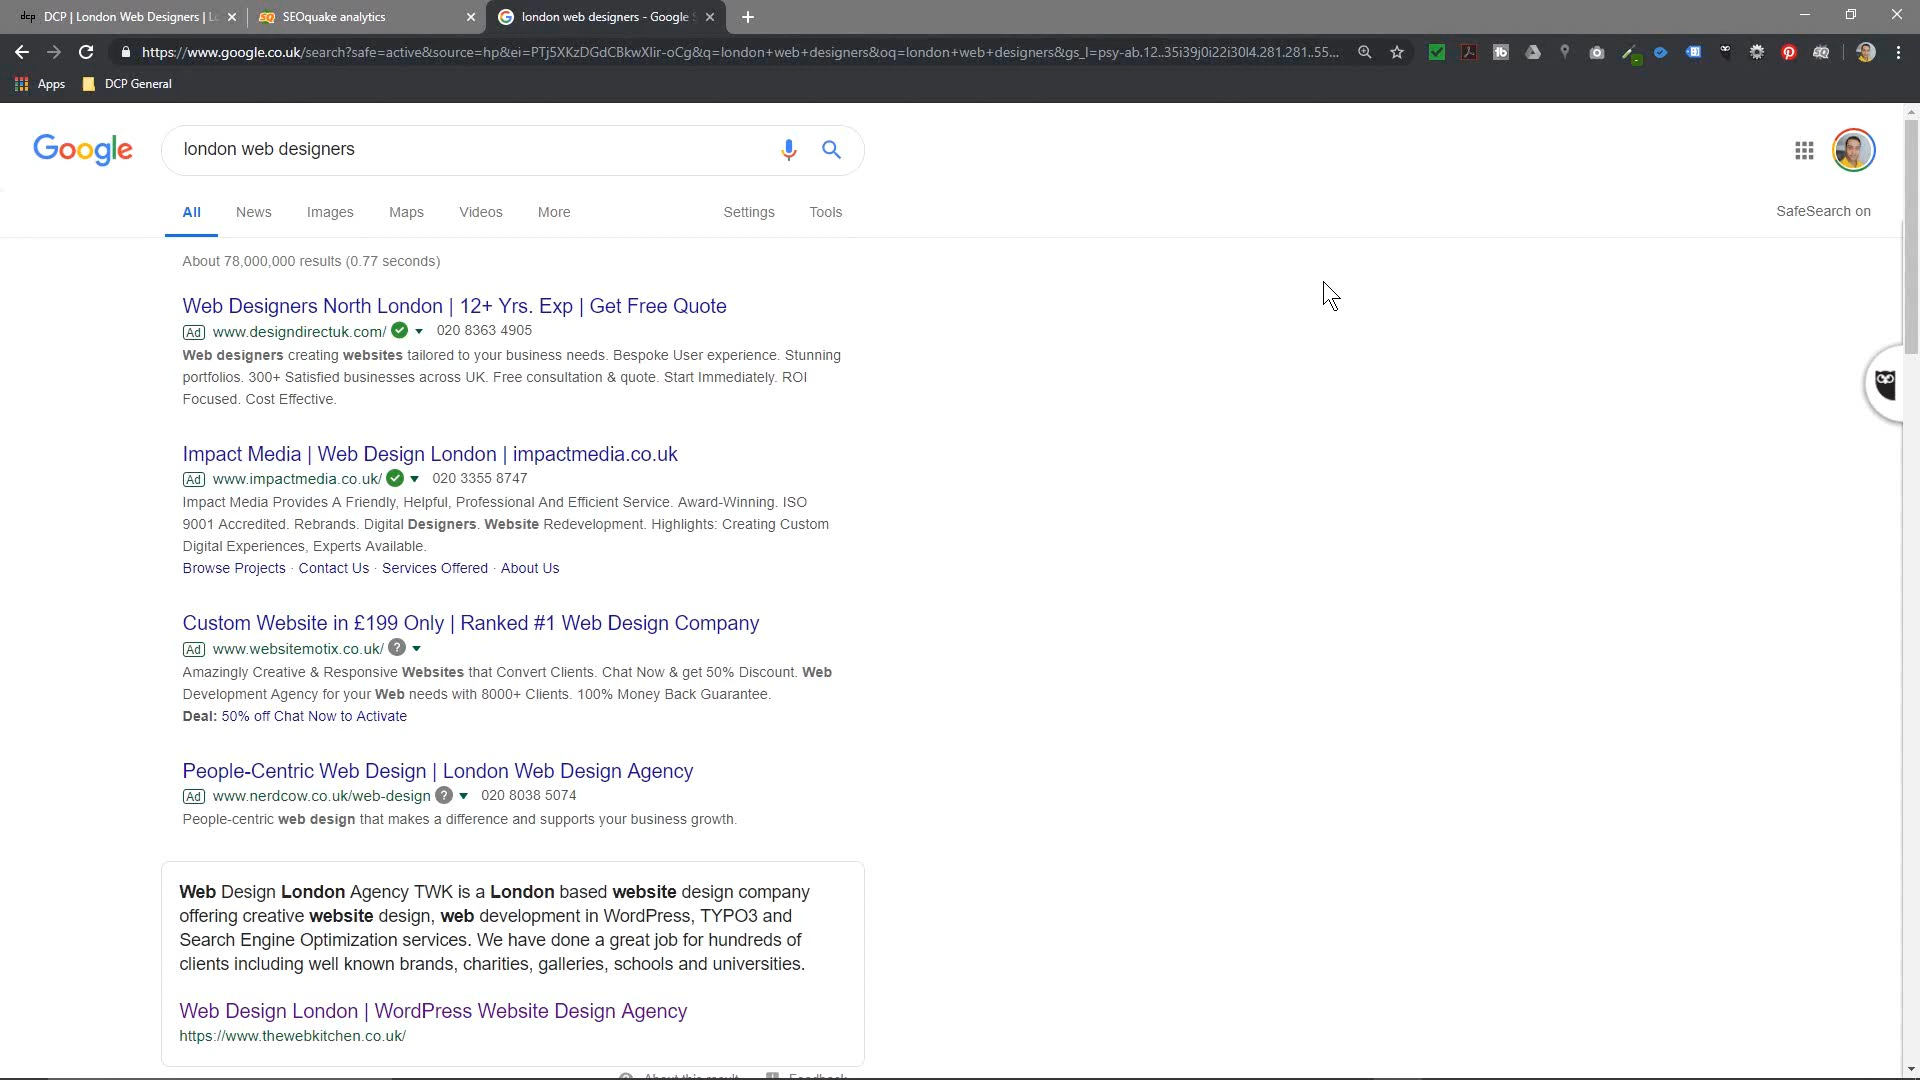 DCP | London Web Designers |
SEOquake analytics
london web designers - Google
https://www.google.co.uk/search?safe=active&source=hp&ei=PTj5XKzDGdCBkwXlir-oCg&q=london+web+designers&oq=london+web+designers&gs_l=psy-ab.12..35i39j0i22i30l4.281.281..55...
Apps
DCP General
Google
london web designers
All
News
Images
Maps
Videos
More
Settings
Tools
SafeSearch on
About 78,000,000 results (0.77 seconds)
Web Designers North London | 12+ Yrs. Exp | Get Free Quote
Ad www.designdirectuk.com/ 020 8363 4905
Web designers creating websites tailored to your business needs. Bespoke User experience. Stunning
portfolios. 300+ Satisfied businesses across UK. Free consultation & quote. Start Immediately. ROI
Focused. Cost Effective.
Impact Media | Web Design London | impactmedia.co.uk
Ad www.impactmedia.co.uk/ 020 3355 8747
Impact Media Provides A Friendly, Helpful, Professional And Efficient Service. Award-Winning. ISO
9001 Accredited. Rebrands. Digital Designers. Website Redevelopment. Highlights: Creating Custom
Digital Experiences, Experts Available.
Browse Projects · Contact Us · Services Offered · About Us
Custom Website in £199 Only | Ranked #1 Web Design Company
Ad www.websitemotix.co.uk/
Amazingly Creative & Responsive Websites that Convert Clients. Chat Now & get 50% Discount. Web
Development Agency for your Web needs with 8000+ Clients. 100% Money Back Guarantee.
Deal: 50% off Chat Now to Activate
People-Centric Web Design | London Web Design Agency
Ad www.nerdcow.co.uk/web-design 020 8038 5074
People-centric web design that makes a difference and supports your business growth.
Web Design London Agency TWK is a London based website design company
offering creative website design, web development in WordPress, TYPO3 and
Search Engine Optimization services. We have done a great job for hundreds of
clients including well known brands, charities, galleries, schools and universities.
Web Design London | WordPress Website Design Agency
https://www.thewebkitchen.co.uk/
About this result
Feedback